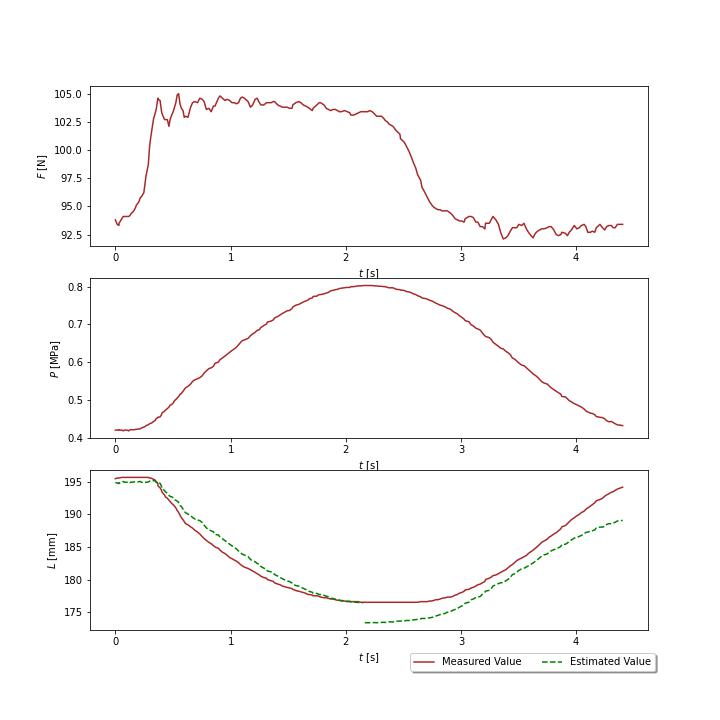 105.0
102.5
100.0
97.5
95.0
92.5
F [N]
0 1 2 3 4
t [s]
0.8
0.7
0.6
0.5
0.4
P [MPa]
0 1 2 3 4
t [s]
195
190
185
180
175
L [mm]
0 1 2 3 4
t [s]
Measured Value Estimated Value